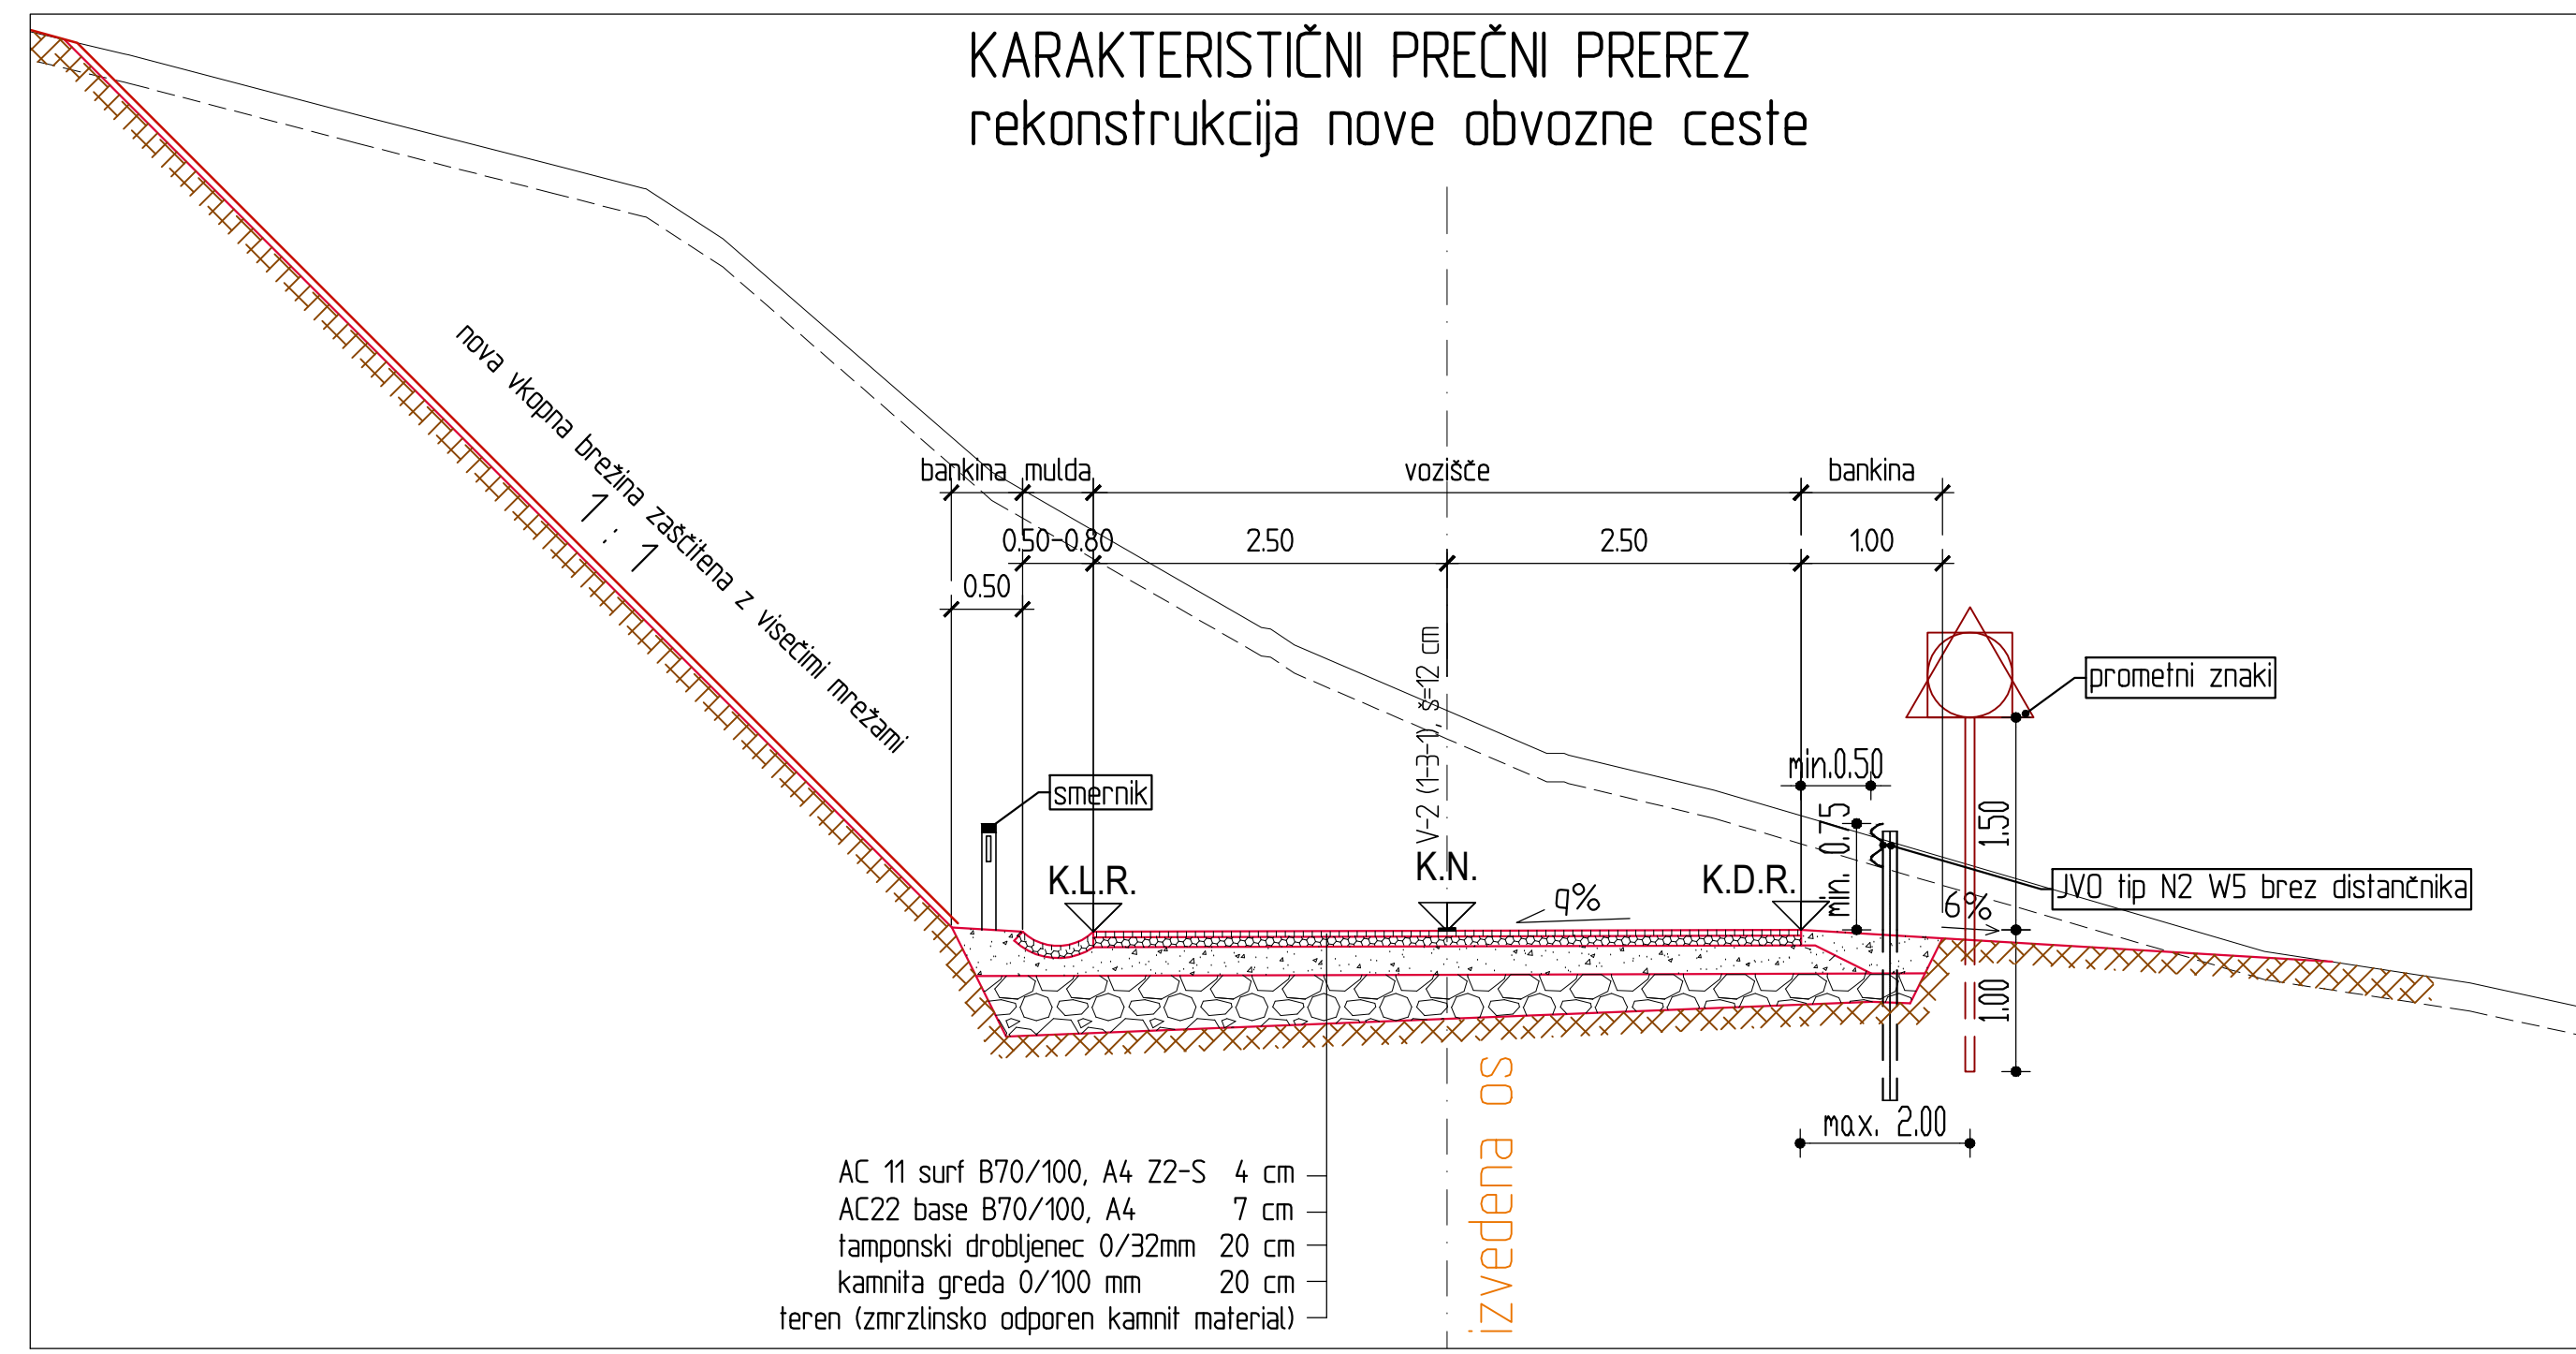 KARAKTERISTIČNI PREČNI PREREZ
rekonstrukcija nove obvozne ceste
nova vkopna brežina zaščitena z visečimi mrežami
1 : 1
bankina
mulda
vozišče
bankina
0.50-0.80
2.50
2.50
1.00
0.50
V-2 (1-3-1), š=12 cm
prometni znaki
min.0.50
smernik
min. 0.75
1.50
K.L.R.
K.N.
K.D.R.
q%
JVO tip N2 W5 brez distančnika
6%
1.00
max. 2.00
izvedena os
AC 11 surf B70/100, A4 Z2-S 4 cm
AC22 base B70/100, A4 7 cm
tamponski drobljenec 0/32mm 20 cm
kamnita greda 0/100 mm 20 cm
teren (zmrzlinsko odporen kamnit material)